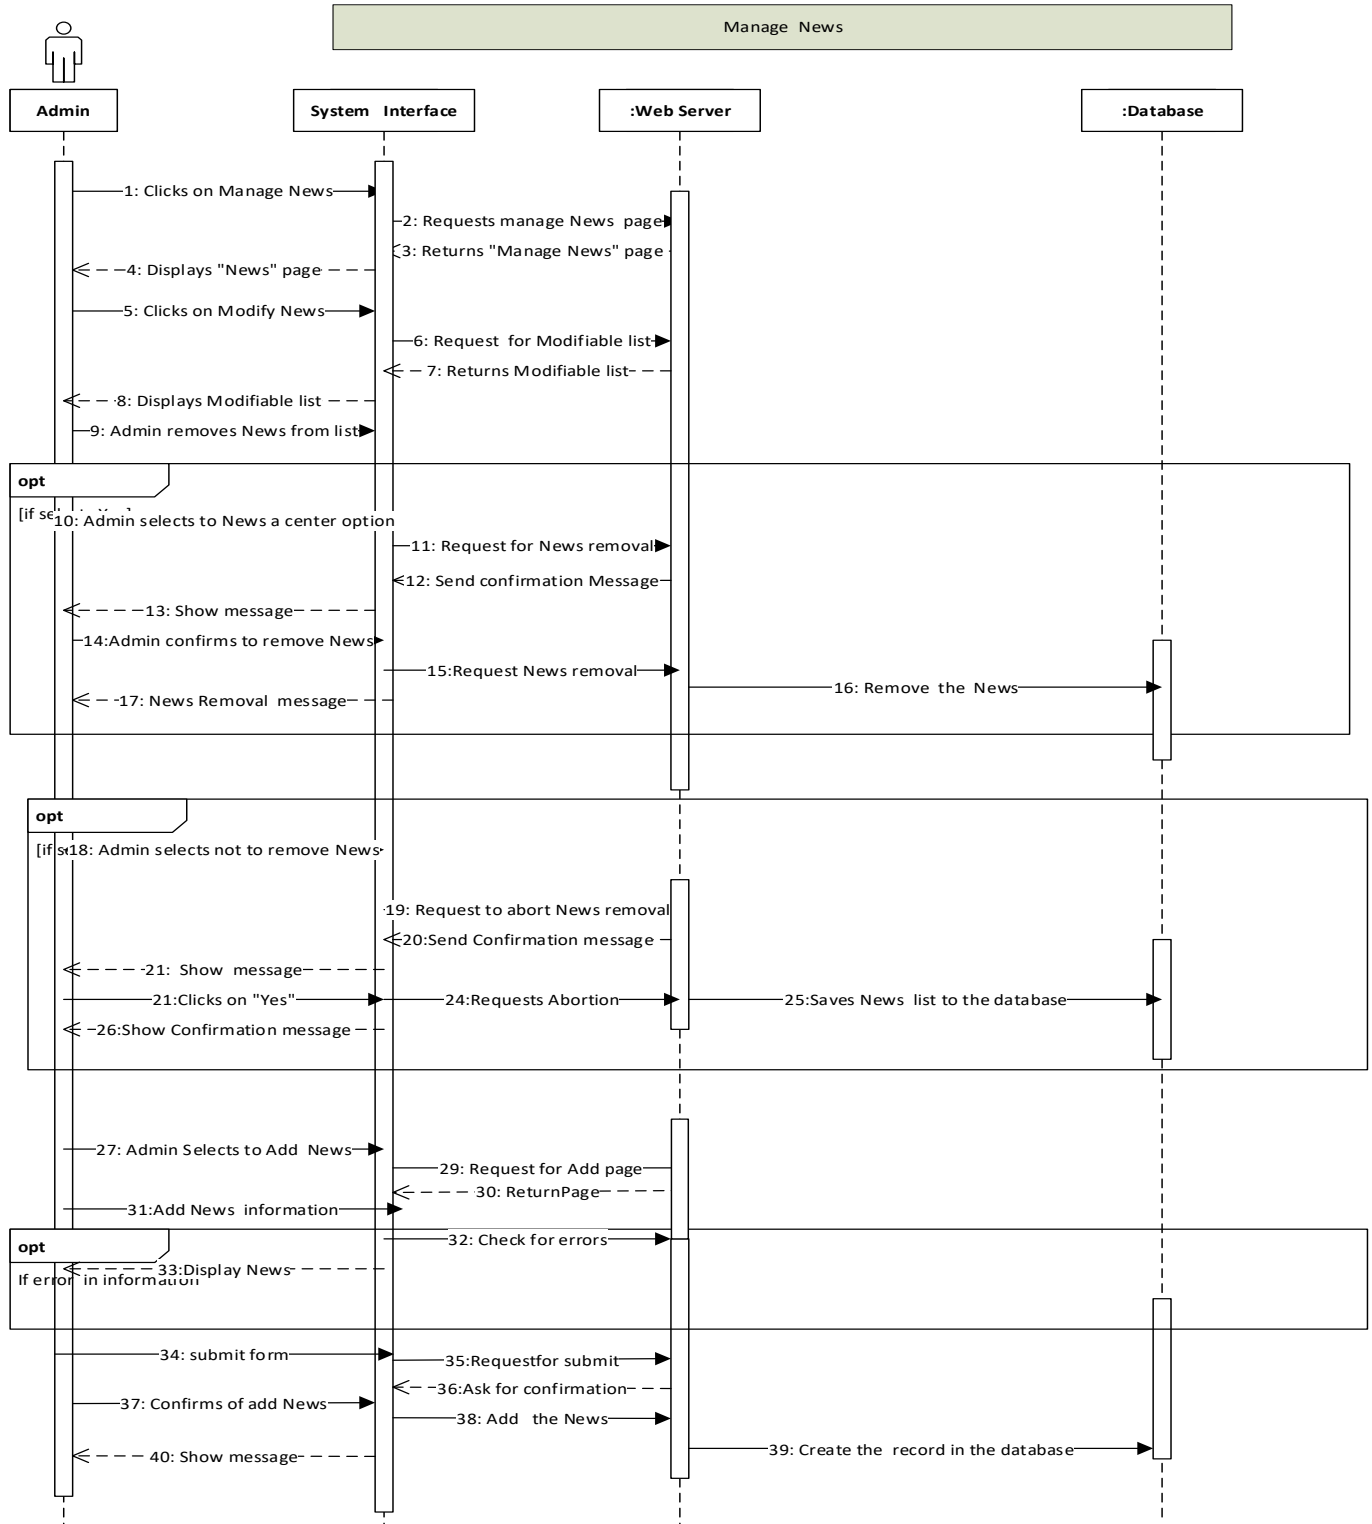 Manage News
Admin
System Interface
:Web Server
:Database
1: Clicks on Manage News
2: Requests manage News page
3: Returns "Manage News" page
4: Displays "News" page
5: Clicks on Modify News
6: Request for Modifiable list
7: Returns Modifiable list
8: Displays Modifiable list
9: Admin removes News from list
opt
[if
10: Admin selects to News a center option
11: Request for News removal
12: Send confirmation Message
13: Show message
14:Admin confirms to remove News
15:Request News removal
16: Remove the News
17: News Removal message
opt
[if
18: Admin selects not to remove News
19: Request to abort News removal
20:Send Confirmation message
21: Show message
21:Clicks on "Yes"
24:Requests Abortion
25:Saves News list to the database
26:Show Confirmation message
27: Admin Selects to Add News
29: Request for Add page
30: ReturnPage
31:Add News information
opt
32: Check for errors
33:Display News
If error in information
34: submit form
35:Requestfor submit
36:Ask for confirmation
37: Confirms of add News
38: Add the News
39: Create the record in the database
40: Show message